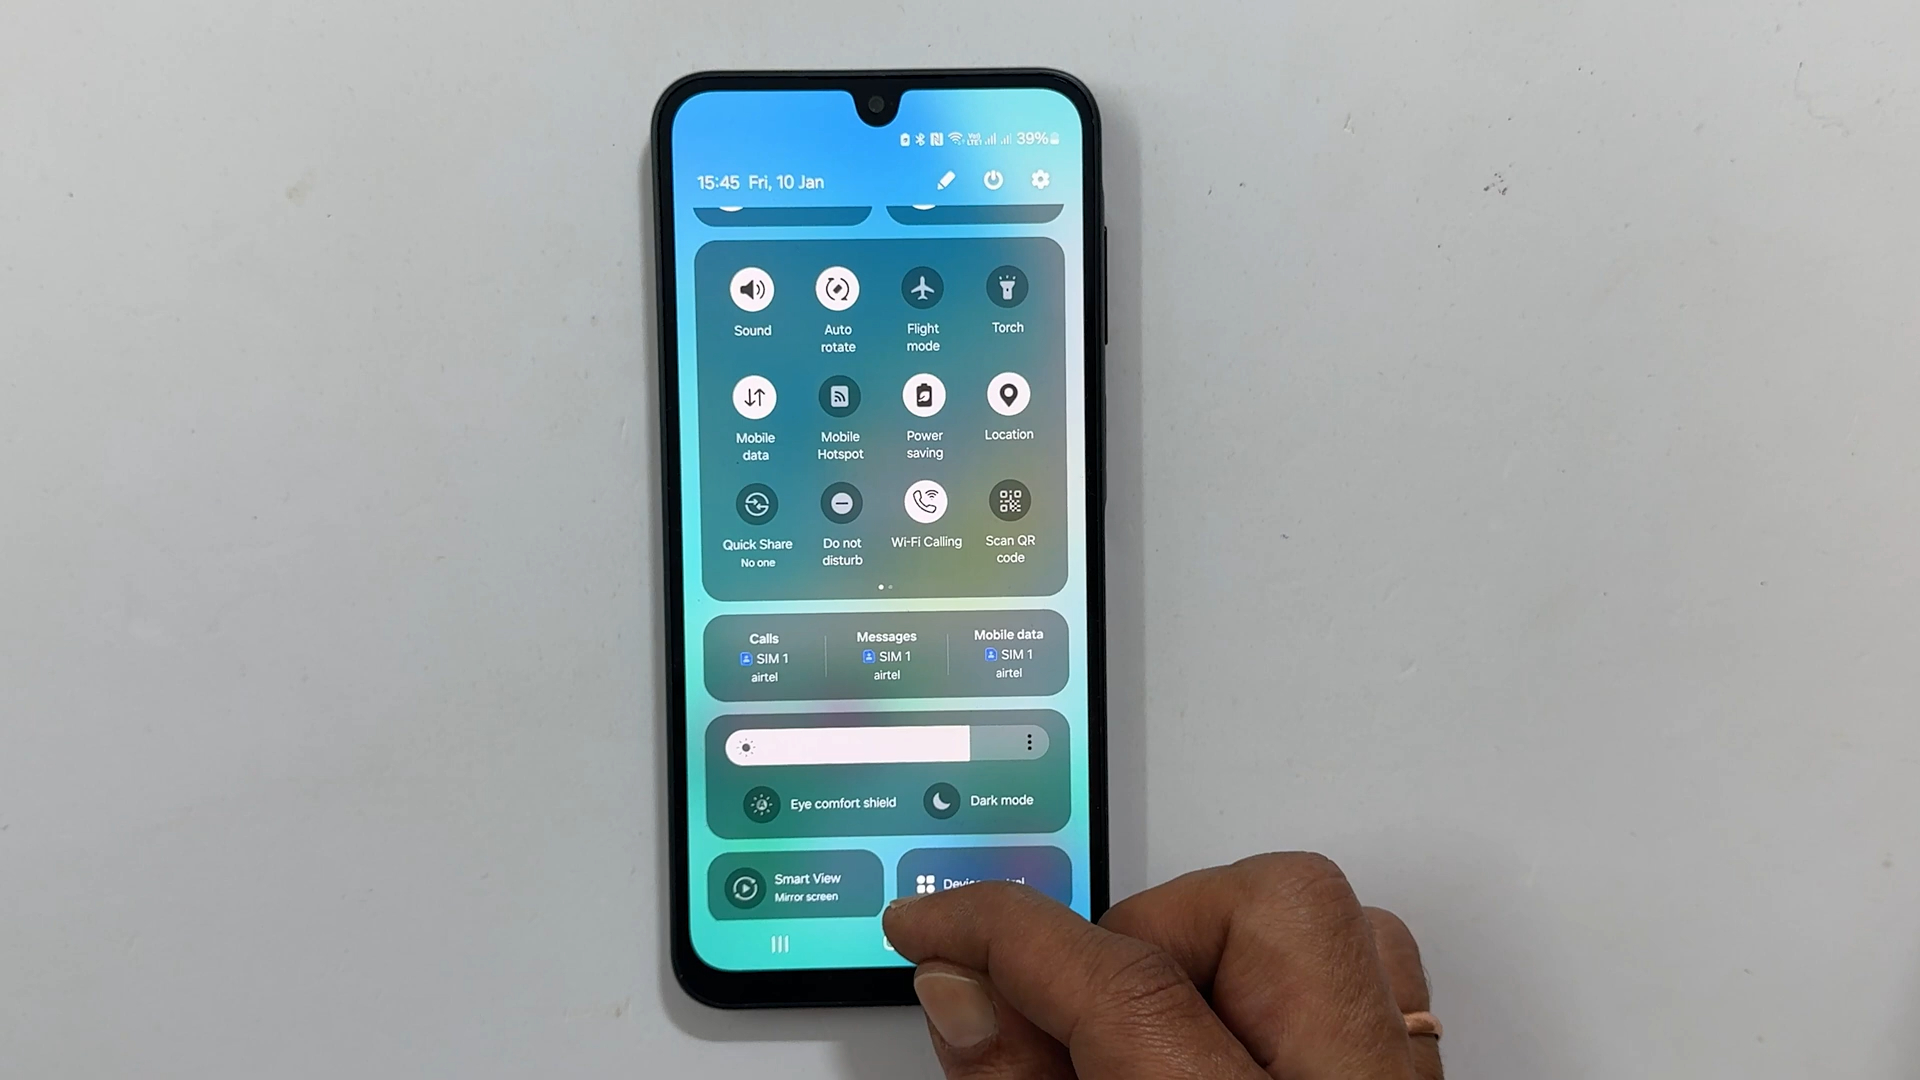 39%
15:45 Fri, 10 Jan
Sound
Auto
rotate
Flight
mode
Torch
Mobile
data
Mobile
Hotspot
Power
saving
Location
Quick Share
No one
Do not
disturb
Wi-Fi Calling
Scan QR
code
Calls
SIM 1
airtel
Messages
SIM 1
airtel
Mobile data
SIM 1
airtel
Eye comfort shield
Dark mode
Smart View
Mirror screen